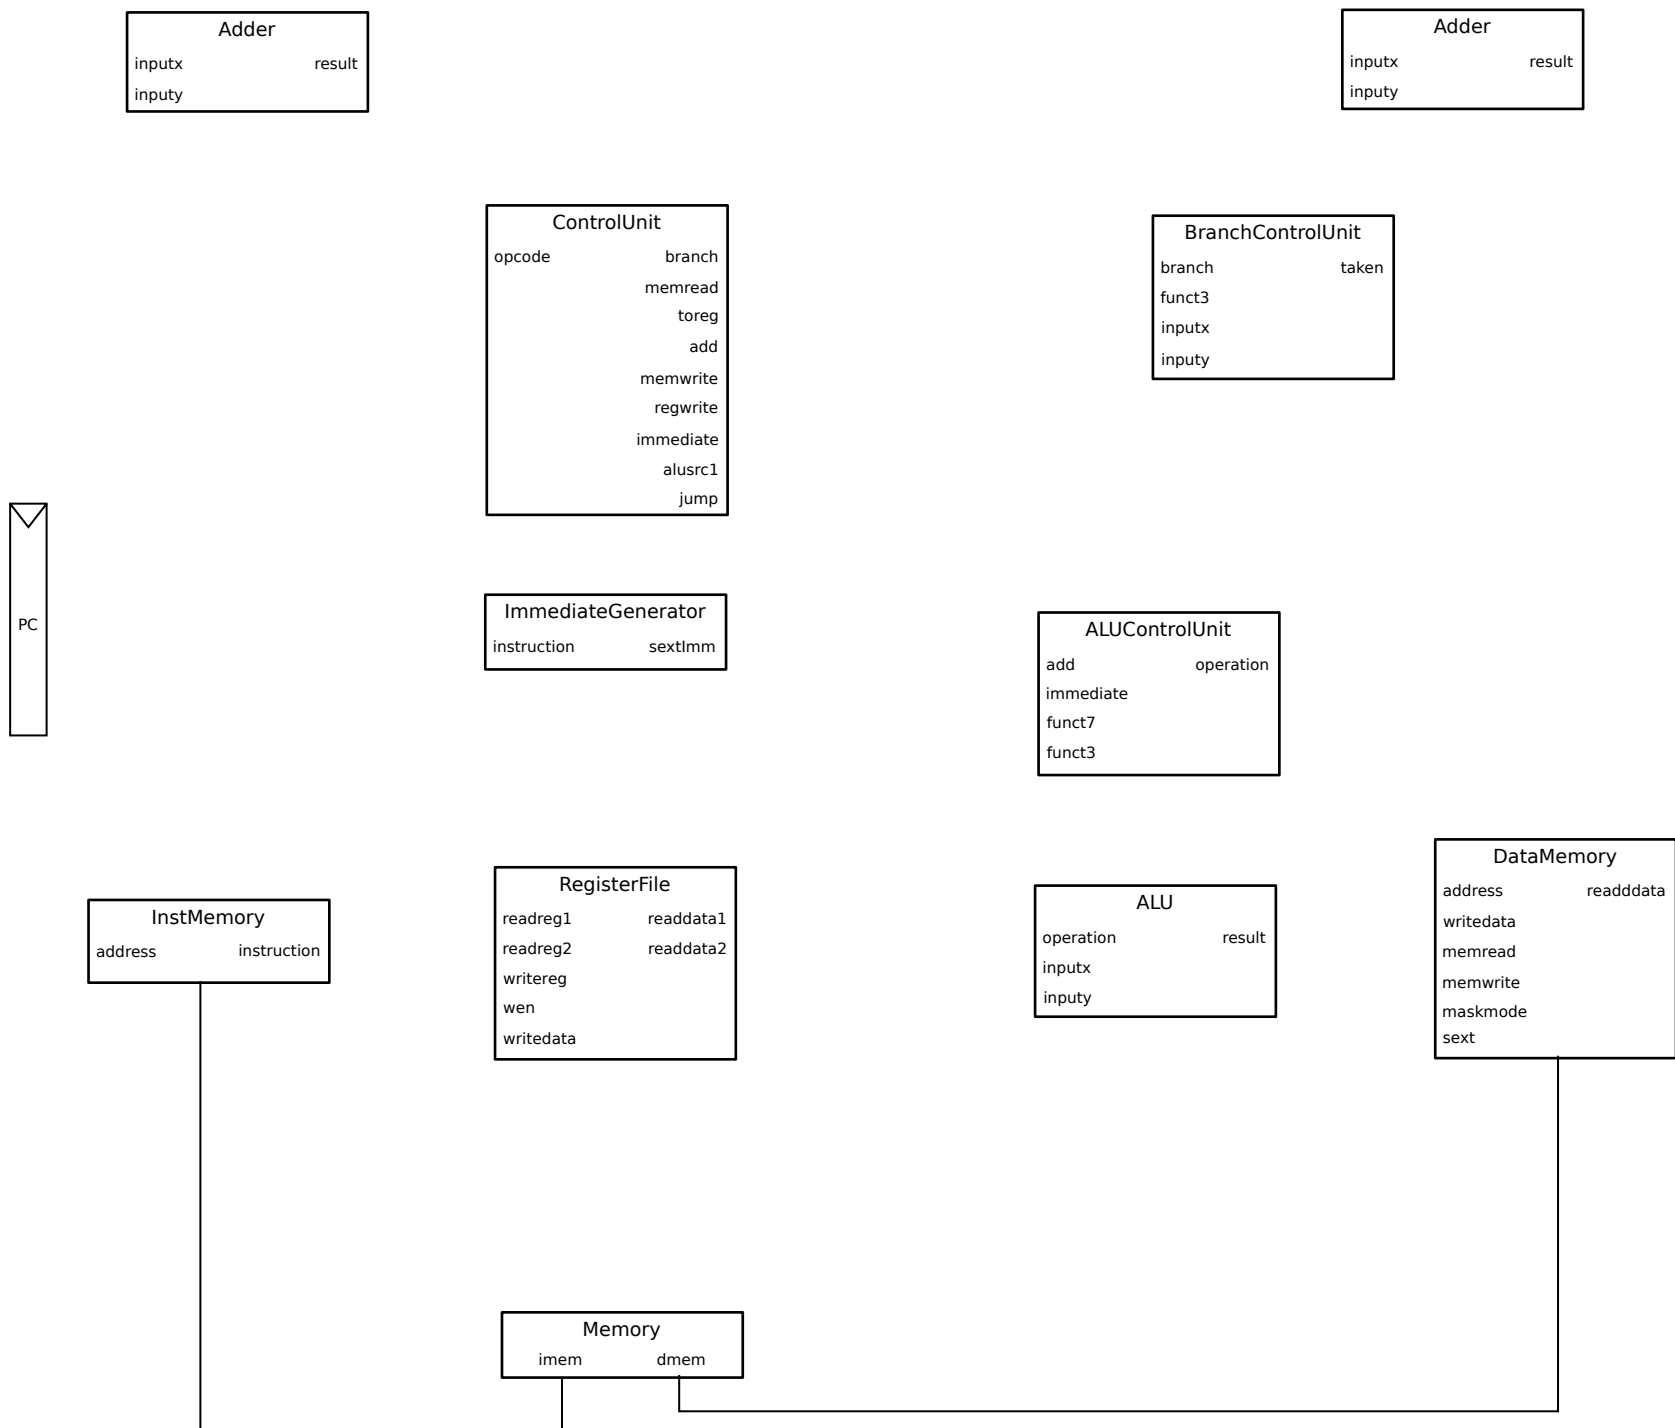 Adder
inputx result
inputy
Adder
inputx result
inputy
ControlUnit
opcode branch
memread
toreg
add
memwrite
regwrite
immediate
alusrc1
jump
BranchControlUnit
branch taken
funct3
inputx
inputy
PC
ImmediateGenerator
instruction sextImm
ALUControlUnit
add operation
immediate
funct7
funct3
InstMemory
address instruction
RegisterFile
readreg1 readdata1
readreg2 readdata2
writereg
wen
writedata
ALU
operation result
inputx
inputy
DataMemory
address readddata
writedata
memread
memwrite
maskmode
sext
Memory
imem dmem